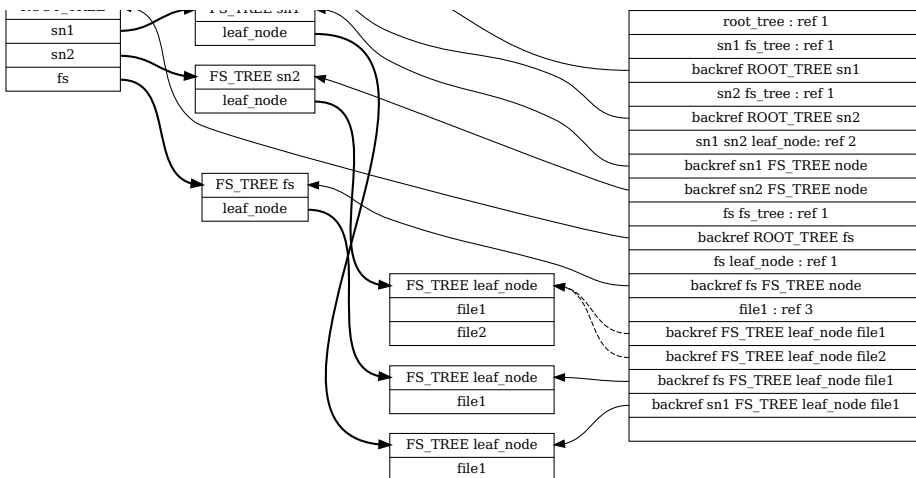 ROOT_TREE
sn1
sn2
fs
FS_TREE sn1
leaf_node
FS_TREE sn2
leaf_node
FS_TREE fs
leaf_node
FS_TREE leaf_node
file1
file2
FS_TREE leaf_node
file1
FS_TREE leaf_node
file1
root_tree : ref 1
sn1 fs_tree : ref 1
backref ROOT_TREE sn1
sn2 fs_tree : ref 1
backref ROOT_TREE sn2
sn1 sn2 leaf_node: ref 2
backref sn1 FS_TREE node
backref sn2 FS_TREE node
fs fs_tree : ref 1
backref ROOT_TREE fs
fs leaf_node : ref 1
backref fs FS_TREE node
file1 : ref 3
backref FS_TREE leaf_node file1
backref FS_TREE leaf_node file2
backref fs FS_TREE leaf_node file1
backref sn1 FS_TREE leaf_node file1